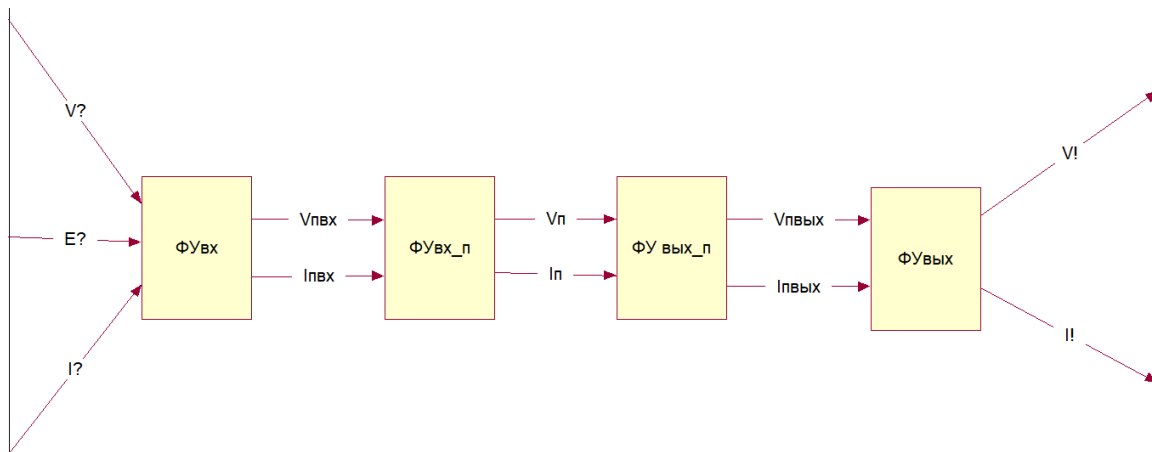 V?
E?
I?
ФУвх
Vпвх
Iпвх
ФУвх_п
Vп
Iп
ФУ вых_п
Vпвых
Iпвых
ФУвых
V!
I!